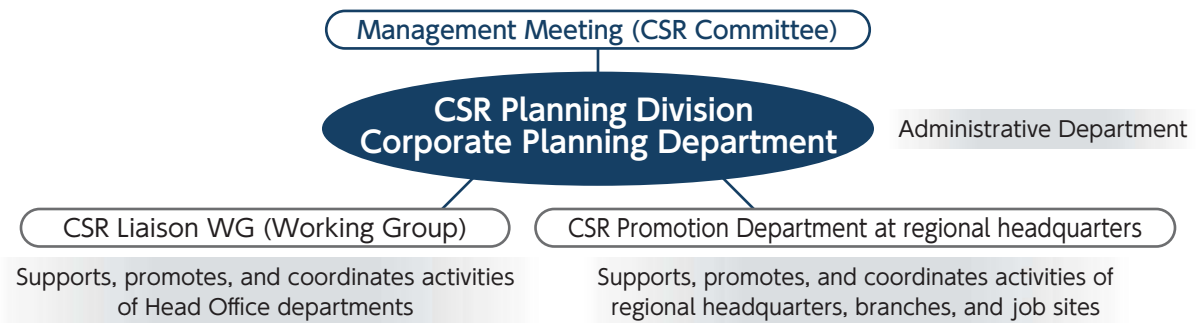 Management Meeting (CSR Committee)
CSR Planning Division
Corporate Planning Department
Administrative Department
CSR Liaison WG (Working Group)
CSR Promotion Department at regional headquarters
Supports, promotes, and coordinates activities
of Head Office departments
Supports, promotes, and coordinates activities of
regional headquarters, branches, and job sites